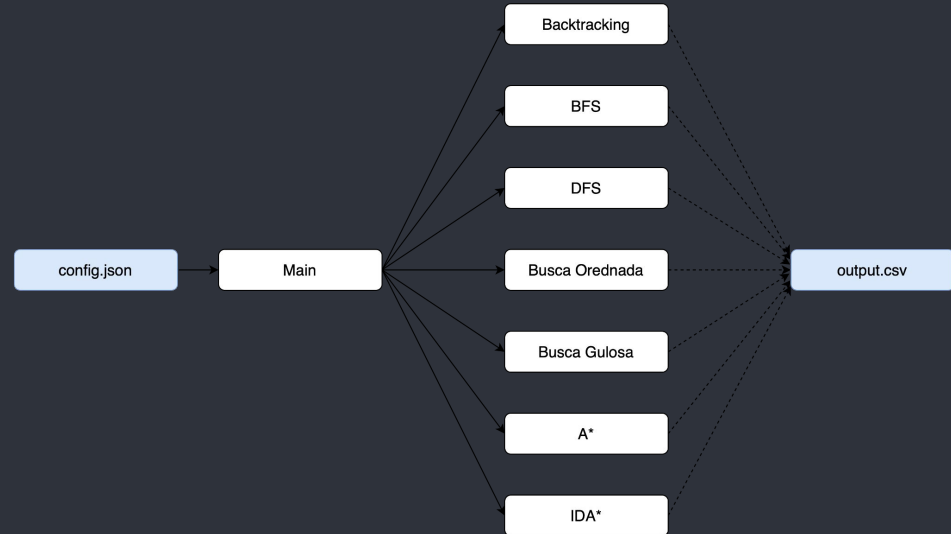 Backtracking
BFS
DFS
config.json
Main
Busca Orednada
output.csv
Busca Gulosa
A*
IDA*